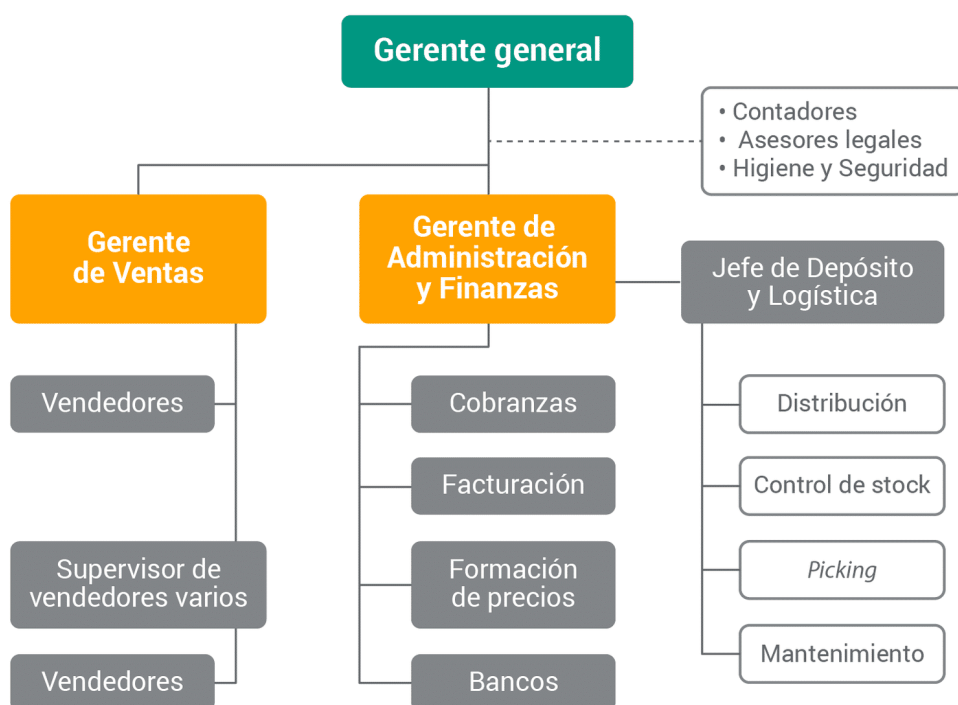 Gerente general
• Contadores
• Asesores legales
• Higiene y Seguridad
Gerente
de Ventas
Gerente de
Administración
y Finanzas
Jefe de Depósito
y Logística
Vendedores
Cobranzas
Distribución
Facturación
Control de stock
Supervisor de
vendedores varios
Formación
de precios
Picking
Vendedores
Bancos
Mantenimiento